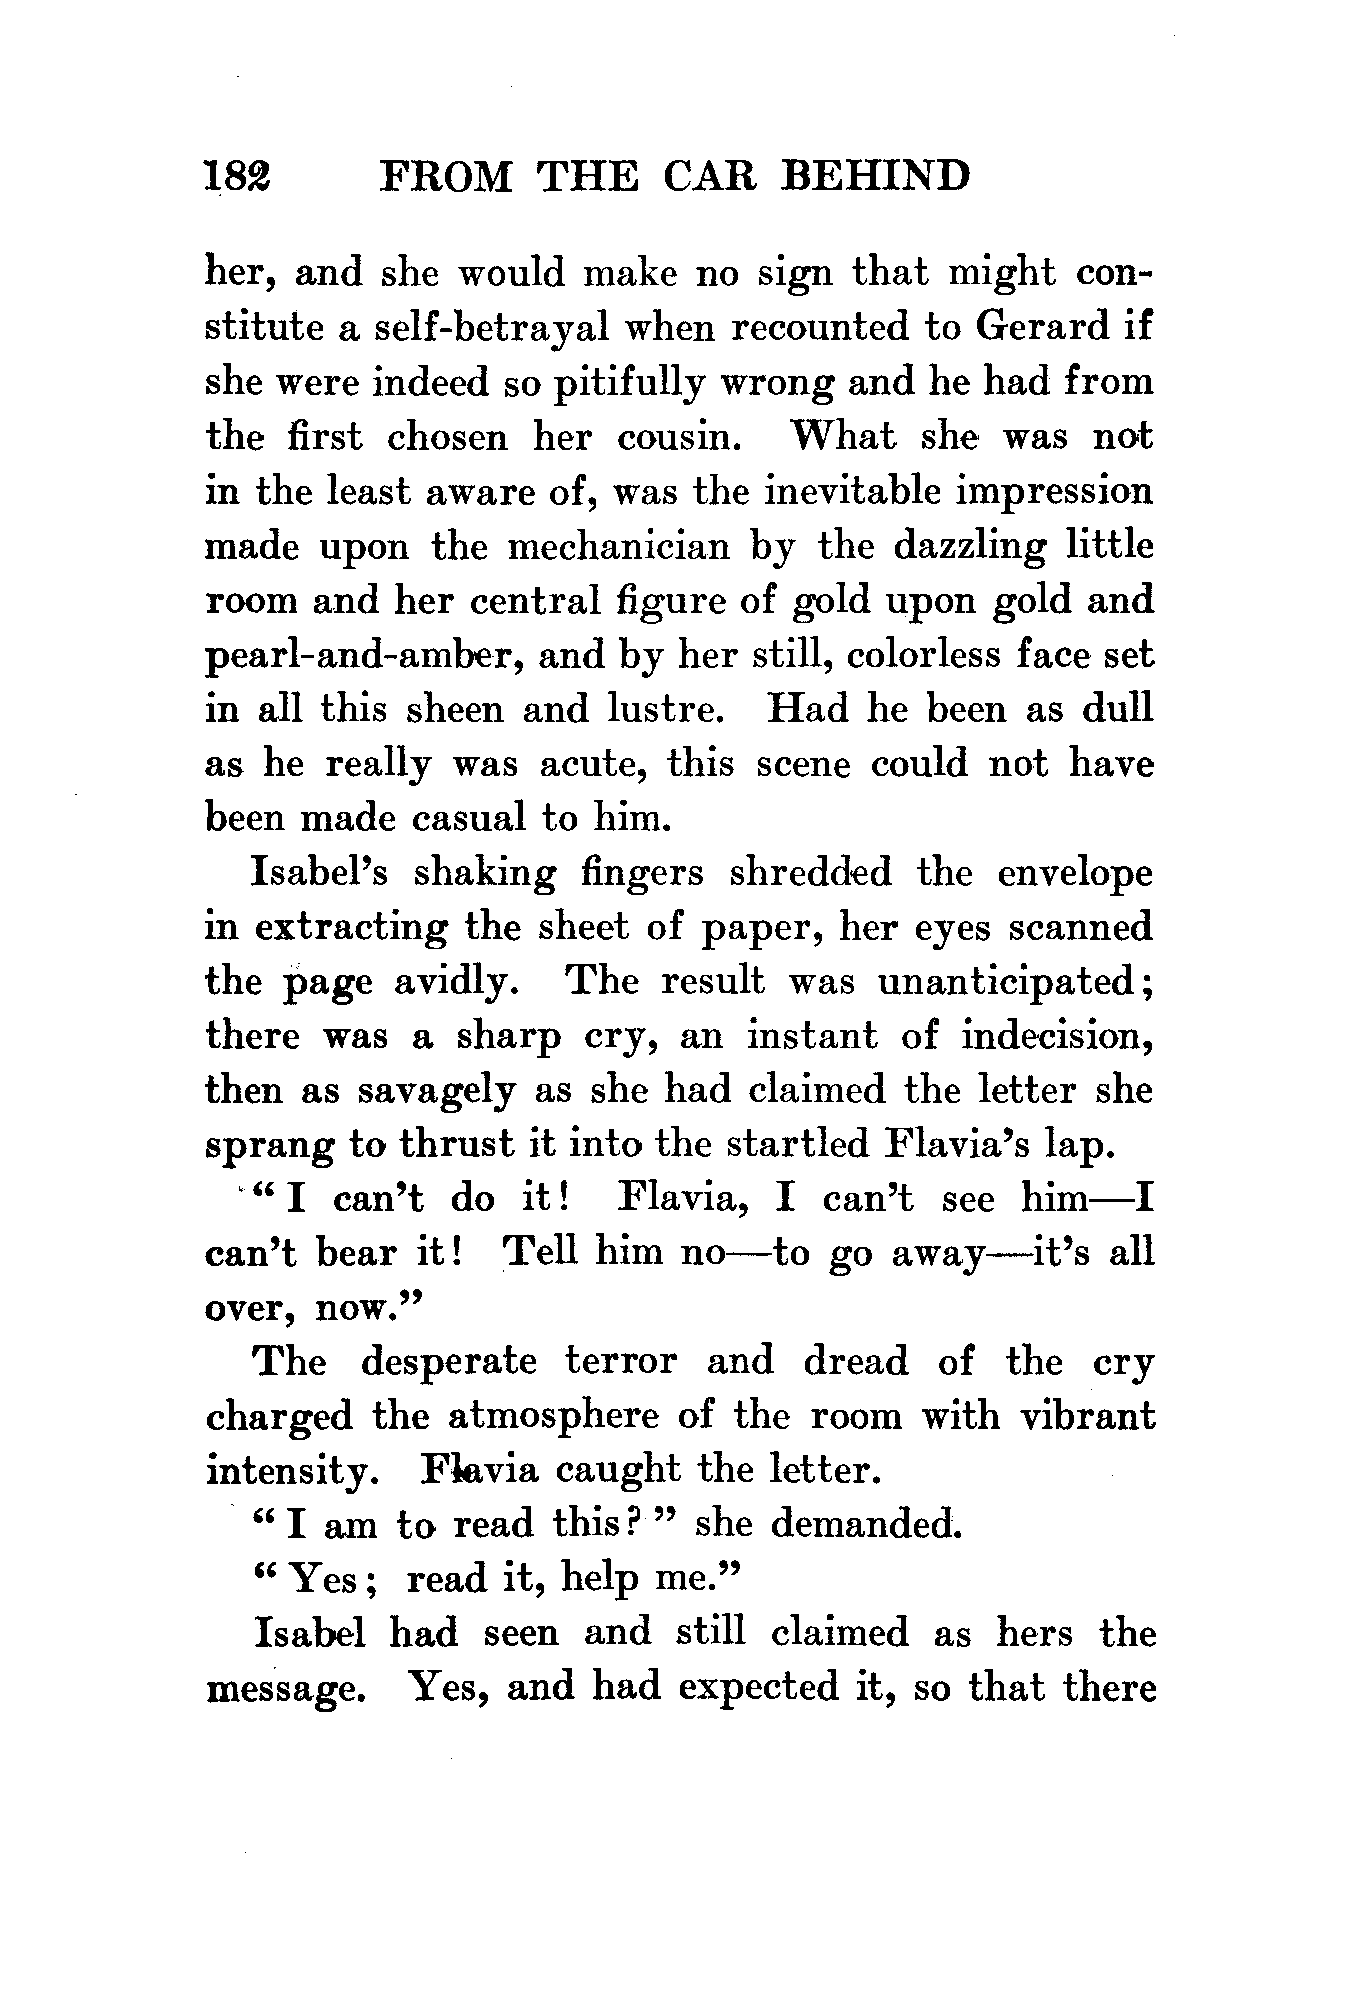 182 FROM THE CAR BEHIND
her, and she would make no sign that might con-
stitute a self-betrayal when recounted to Gerard if
she were indeed so pitifully wrong and he had from
the first chosen her cousin. What she was not
in the least aware of, was the inevitable impression
made upon the mechanician by the dazzling little
room and her central figure of gold upon gold and
pearl-and-amber, and by her still, colorless face set
in all this sheen and lustre. Had he been as dull
as he really was acute, this scene could not have
been made casual to him.
Isabel's shaking fingers shredded the envelope
in extracting the sheet of paper, her eyes scanned
the page avidly. The result was unanticipated;
there was a sharp cry, an instant of indecision,
then as savagely as she had claimed the letter she
sprang to thrust it into the startled Flavia's lap.
"I can't do it! Flavia, I can't see him—I
can't bear it! Tell him no—to go away—it's all
over, now."
The desperate terror and dread of the cry
charged the atmosphere of the room with vibrant
intensity. Flavia caught the letter.
"I am to read this?" she demanded.
"Yes; read it, help me."
Isabel had seen and still claimed as hers the
message. Yes, and had expected it, so that there